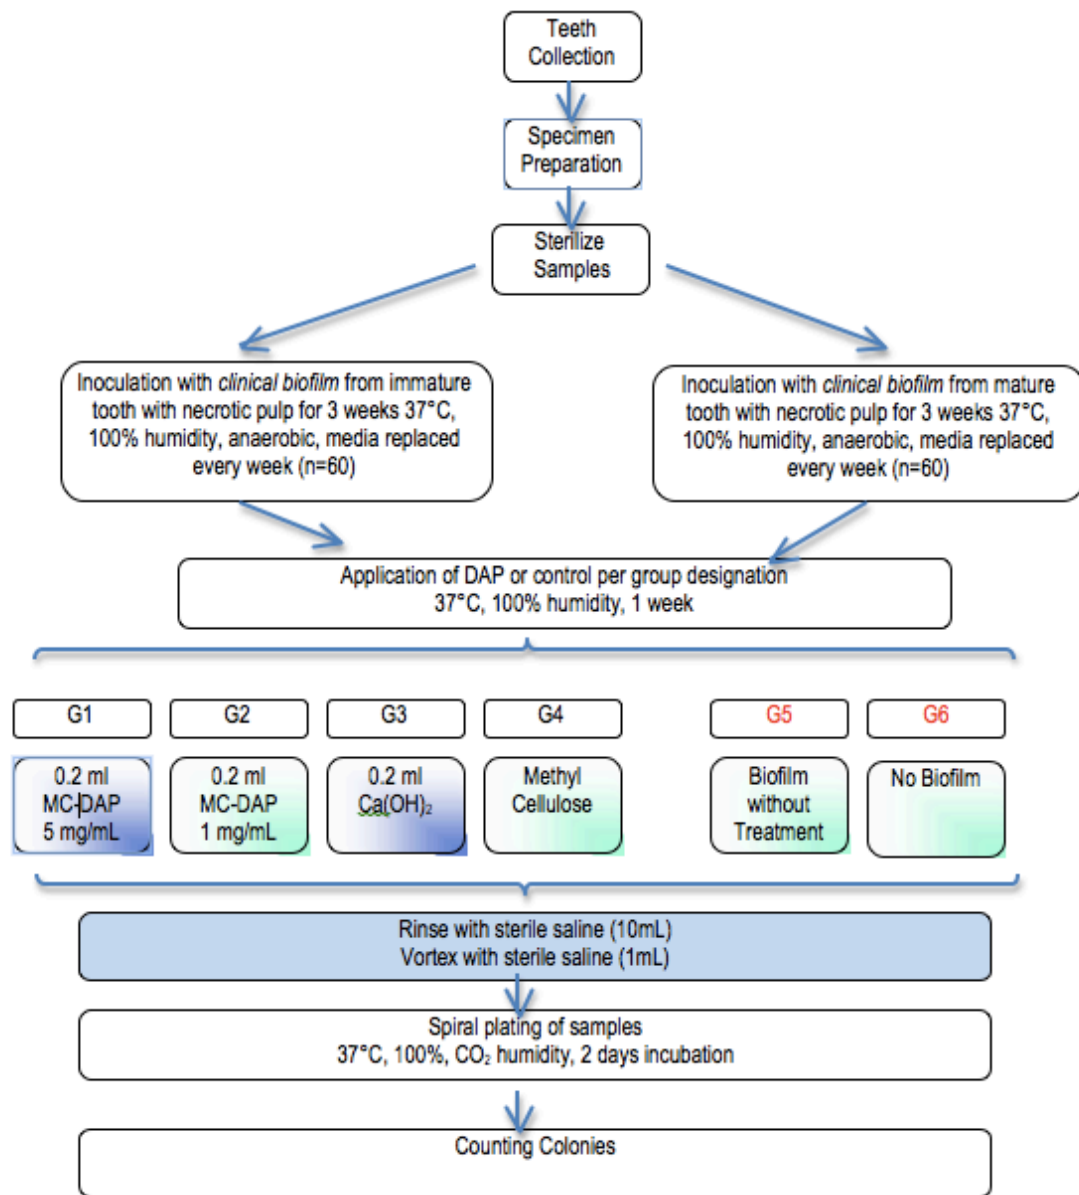 Teeth
Collection
Specimen
Preparation
Sterilize
Samples
Inoculation with clinical biofilm from immature
tooth with necrotic pulp for 3 weeks 37°C,
100% humidity, anaerobic, media replaced
every week (n=60)
Inoculation with clinical biofilm from mature
tooth with necrotic pulp for 3 weeks 37°C,
100% humidity, anaerobic, media replaced
every week (n=60)
Application of DAP or control per group designation
37°C, 100% humidity, 1 week
G1
G2
G3
G4
G5
G6
0.2 ml
MC-DAP
5 mg/mL
0.2 ml
MC-DAP
1 mg/mL
0.2 ml
Ca(OH)₂
Methyl
Cellulose
Biofilm
without
Treatment
No Biofilm
Rinse with sterile saline (10mL)
Vortex with sterile saline (1mL)
Spiral plating of samples
37°C, 100%, CO₂ humidity, 2 days incubation
Counting Colonies